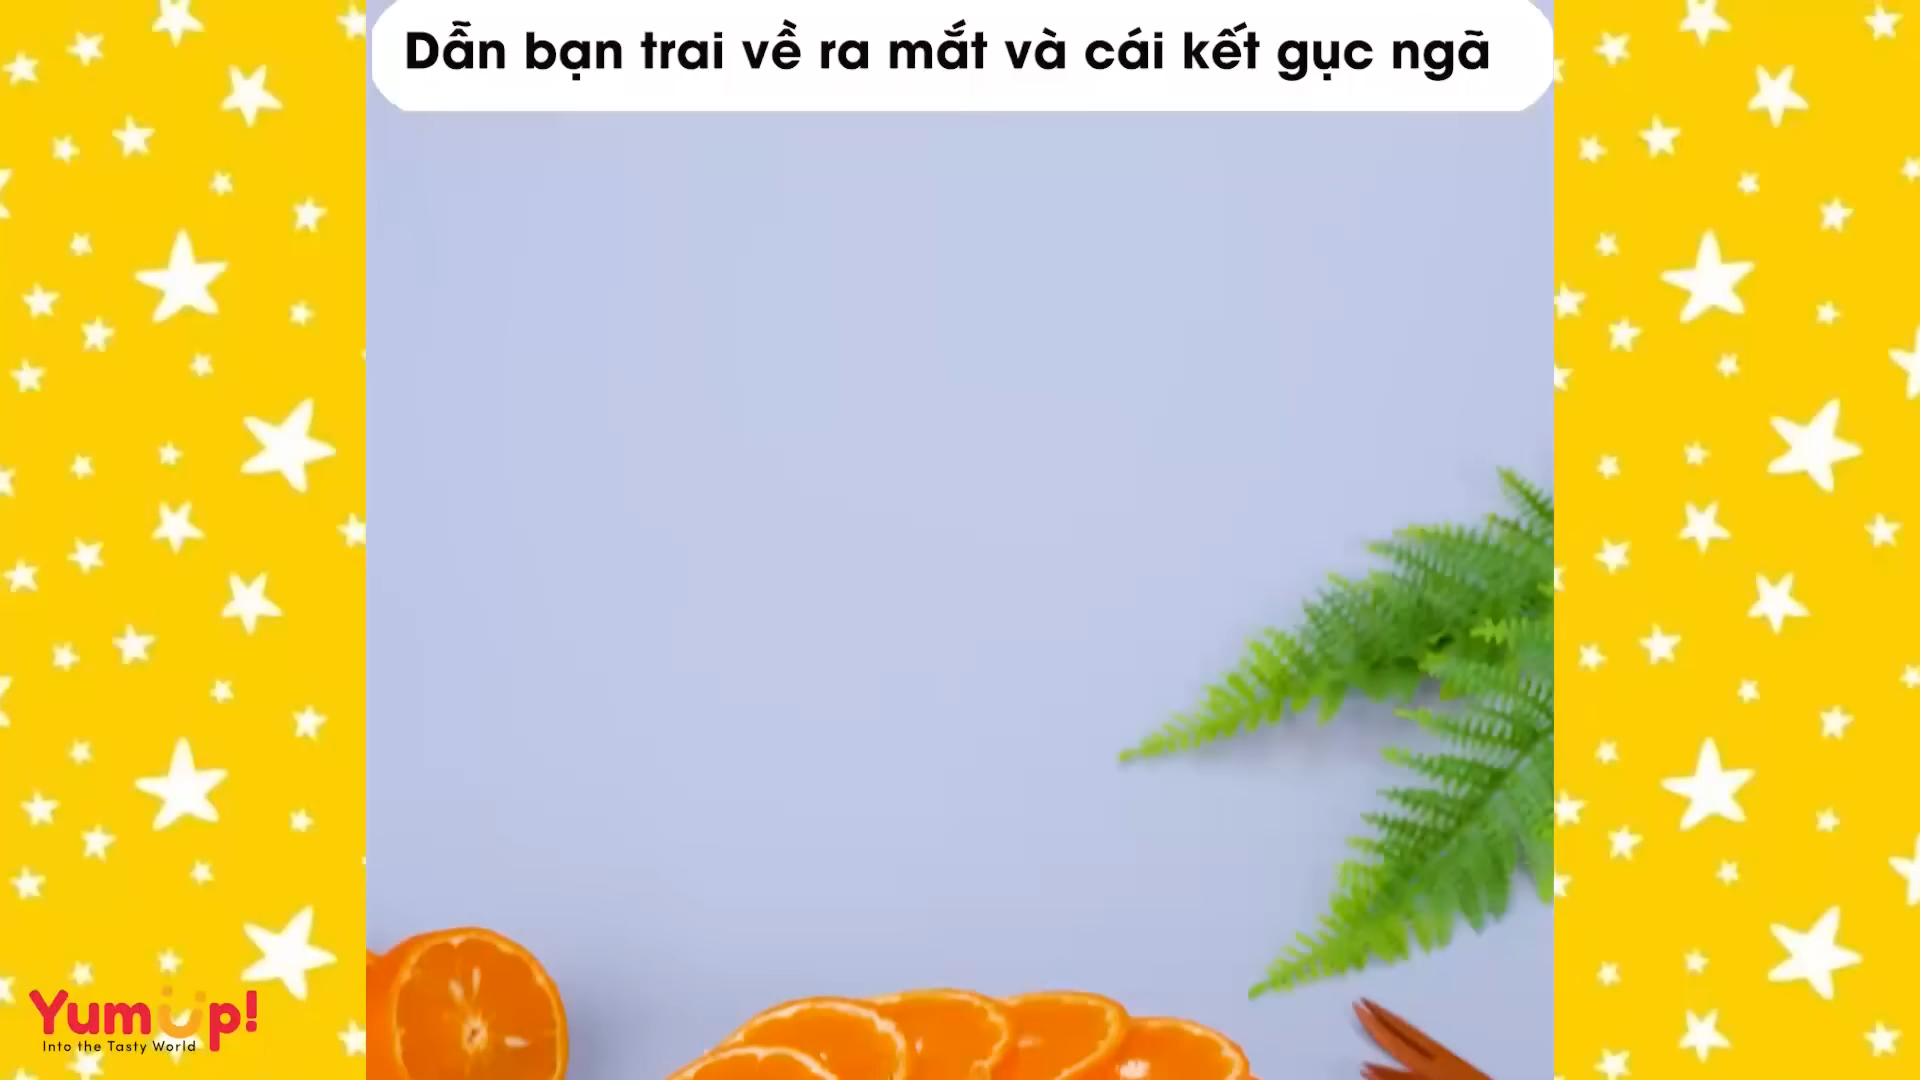 Dẫn bạn trai về ra mắt và cái kết gục ngã
YumUp!
Into the Tasty World